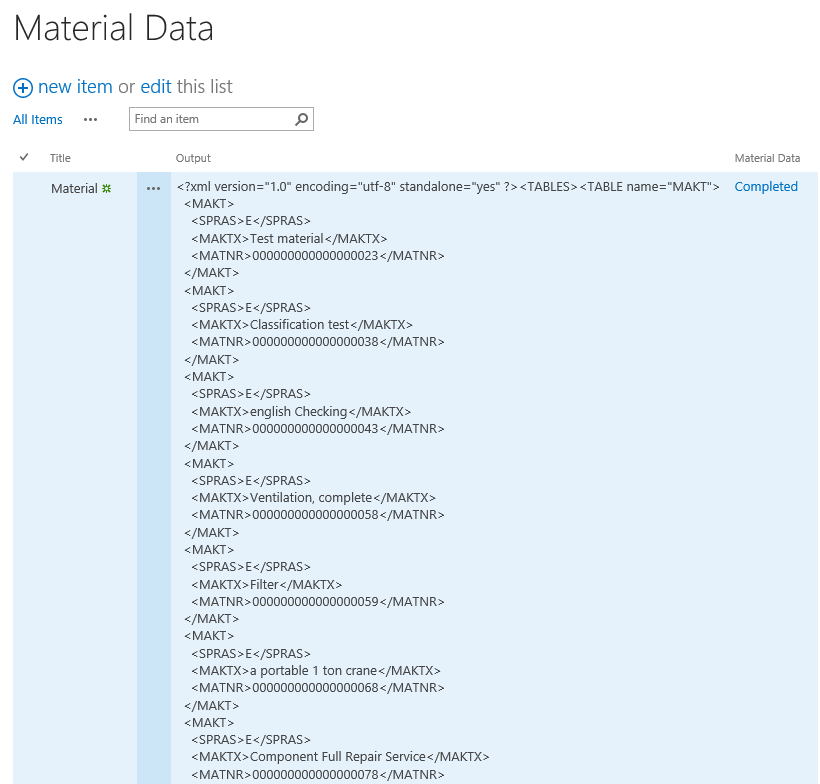 Material Data
new item or edit this list
All Items ••• Find an item
Title Output Material Data
Material ••• <?xml version="1.0" encoding="utf-8" standalone="yes" ?><TABLES><TABLE name="MAKT"> Completed
<MAKT>
<SPRAS>E</SPRAS>
<MAKTX>Test material</MAKTX>
<MATNR>000000000000000023</MATNR>
</MAKT>
<MAKT>
<SPRAS>E</SPRAS>
<MAKTX>Classification test</MAKTX>
<MATNR>000000000000000038</MATNR>
</MAKT>
<MAKT>
<SPRAS>E</SPRAS>
<MAKTX>english Checking</MAKTX>
<MATNR>000000000000000043</MATNR>
</MAKT>
<MAKT>
<SPRAS>E</SPRAS>
<MAKTX>Ventilation, complete</MAKTX>
<MATNR>000000000000000058</MATNR>
</MAKT>
<MAKT>
<SPRAS>E</SPRAS>
<MAKTX>Filter</MAKTX>
<MATNR>000000000000000059</MATNR>
</MAKT>
<MAKT>
<SPRAS>E</SPRAS>
<MAKTX>a portable 1 ton crane</MAKTX>
<MATNR>000000000000000068</MATNR>
</MAKT>
<MAKT>
<SPRAS>E</SPRAS>
<MAKTX>Component Full Repair Service</MAKTX>
<MATNR>000000000000000078</MATNR>